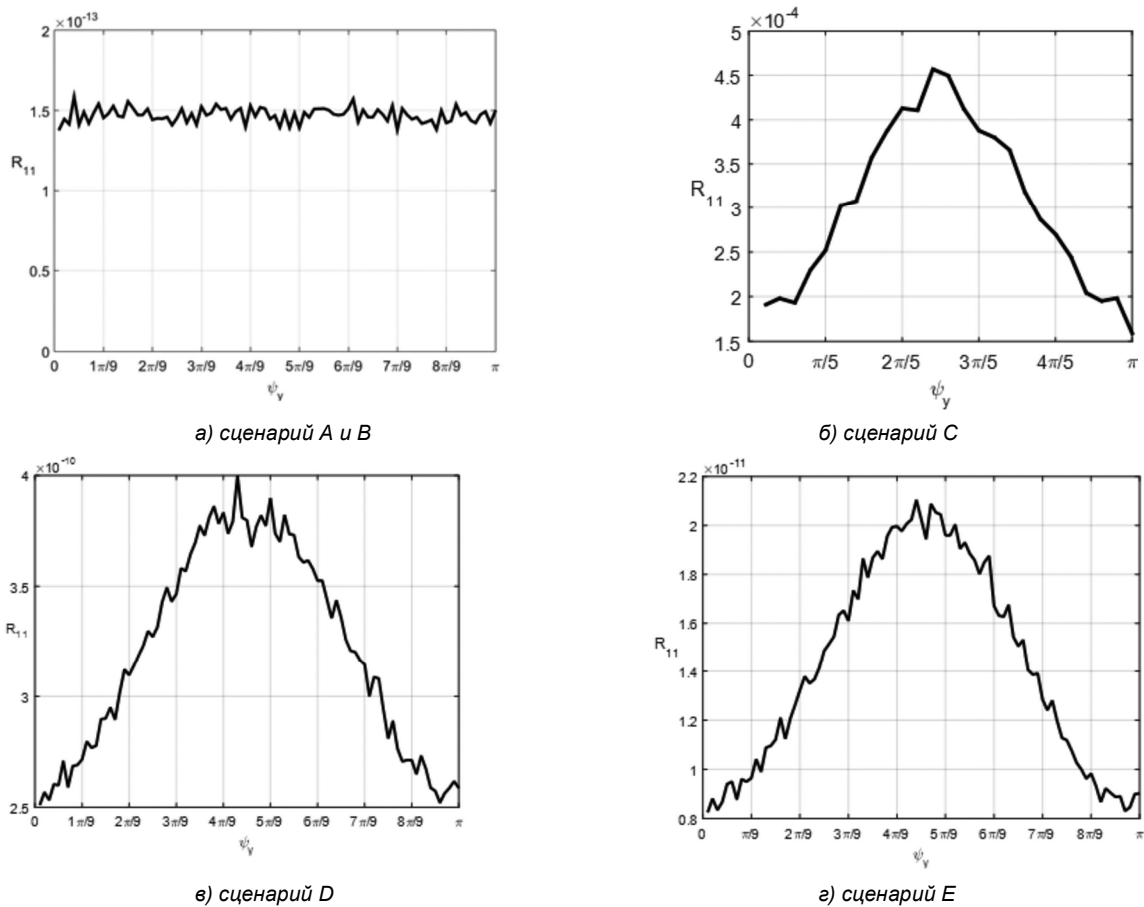 ×10⁻¹³
2
1.5
R₁₁
1
0.5
0
0 1π/9 2π/9 3π/9 4π/9 5π/9 6π/9 7π/9 8π/9 π
ψ_y
а) сценарий А и В
×10⁻⁴
5
4.5
4
3.5
R₁₁
3
2.5
2
1.5
0 π/5 2π/5 3π/5 4π/5 π
ψ_y
б) сценарий С
×10⁻¹⁰
4
3.5
R₁₁
3
2.5
0 1π/9 2π/9 3π/9 4π/9 5π/9 6π/9 7π/9 8π/9 π
ψ_y
в) сценарий D
×10⁻¹¹
2.2
2
1.8
1.6
R₁₁
1.4
1.2
1
0.8
0 π/9 2π/9 3π/9 4π/9 5π/9 6π/9 7π/9 8π/9 π
ψ_y
г) сценарий Е